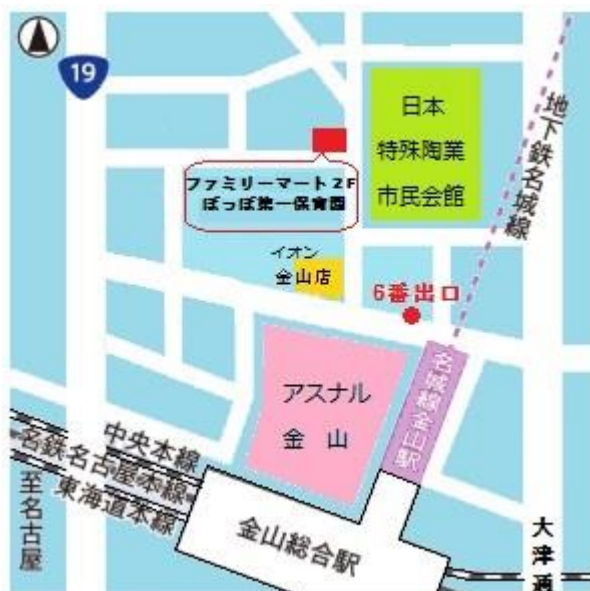 19
日本
特殊陶業
市民会館
地下鉄名城線
ファミリーマート2F
ぽっぽ第一保育園
イオン
金山店
6番出口
アスナル
金山
名城線金山駅
中央本線
名鉄名古屋本線
東海道本線
至名古屋
金山総合駅
大津通